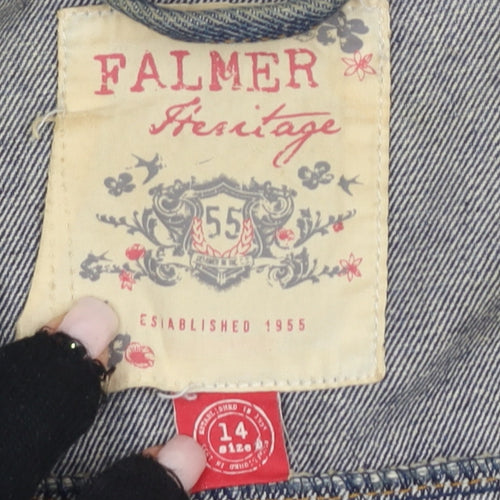 FALMER
Heritage
55
ESTABLISHED 1955
14
size